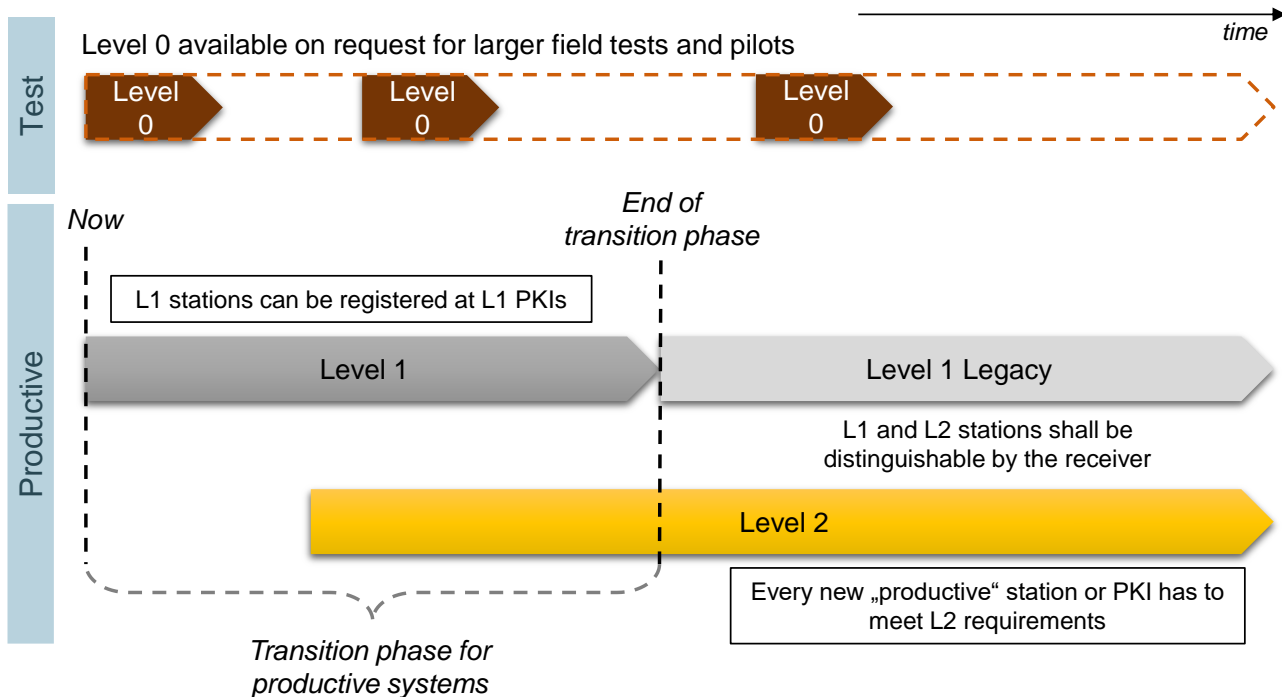 time
Level 0 available on request for larger field tests and pilots
Test
Level
0
Level
0
Level
0
Productive
Now
End of
transition phase
L1 stations can be registered at L1 PKIs
Level 1
Level 1 Legacy
L1 and L2 stations shall be
distinguishable by the receiver
Level 2
Every new „productive“ station or PKI has to
meet L2 requirements
Transition phase for
productive systems